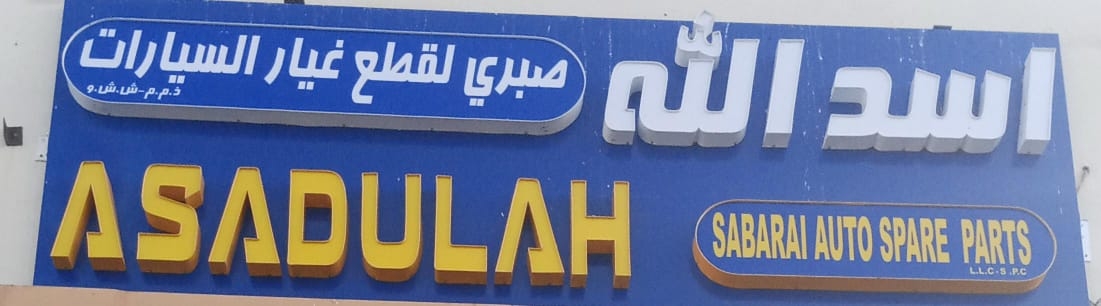 اسد الله
صبري لقطع غيار السيارات
ذ.م.م-ش.ش.و
ASADULAH
SABARAI AUTO SPARE PARTS
L.L.C-S.P.C